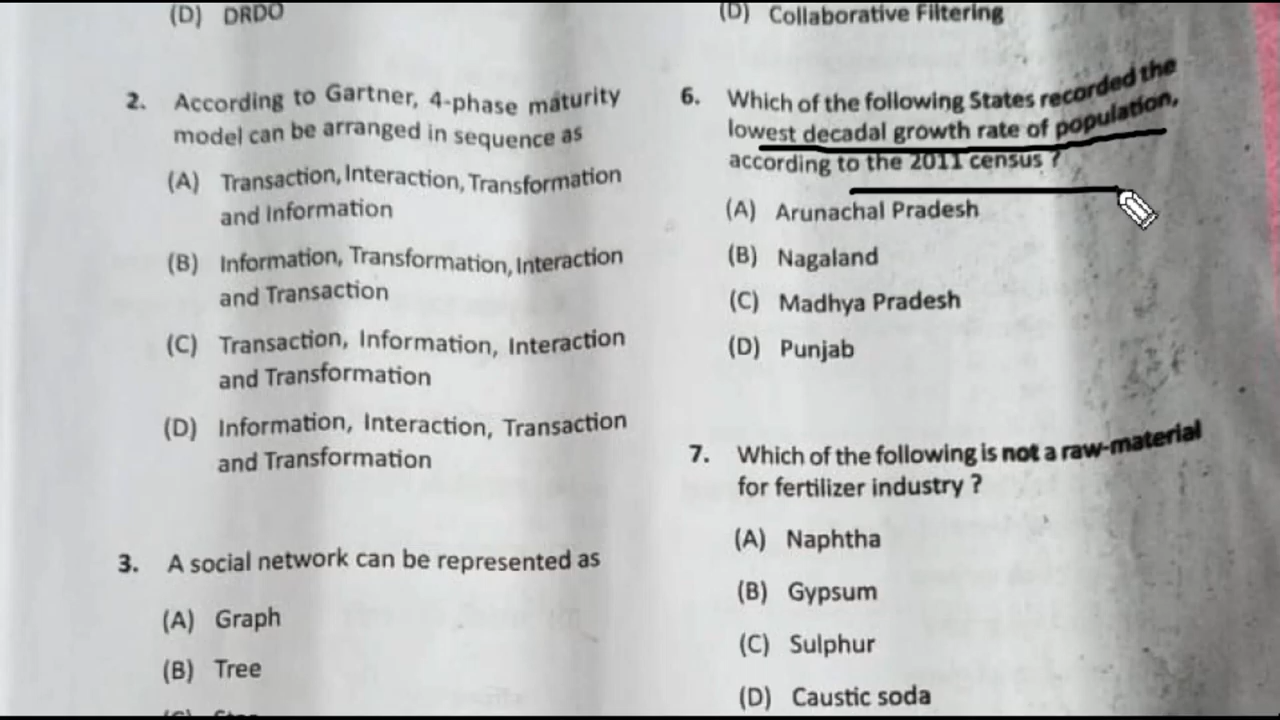 (D) DRDO
2. According to Gartner, 4-phase maturity
model can be arranged in sequence as
(A) Transaction, Interaction, Transformation
and Information
(B) Information, Transformation, Interaction
and Transaction
(C) Transaction, Information, Interaction
and Transformation
(D) Information, Interaction, Transaction
and Transformation
3. A social network can be represented as
(A) Graph
(B) Tree
(D) Collaborative Filtering
6. Which of the following States recorded the
lowest decadal growth rate of population,
according to the 2011 census ?
(A) Arunachal Pradesh
(B) Nagaland
(C) Madhya Pradesh
(D) Punjab
7. Which of the following is not a raw-material
for fertilizer industry ?
(A) Naphtha
(B) Gypsum
(C) Sulphur
(D) Caustic soda